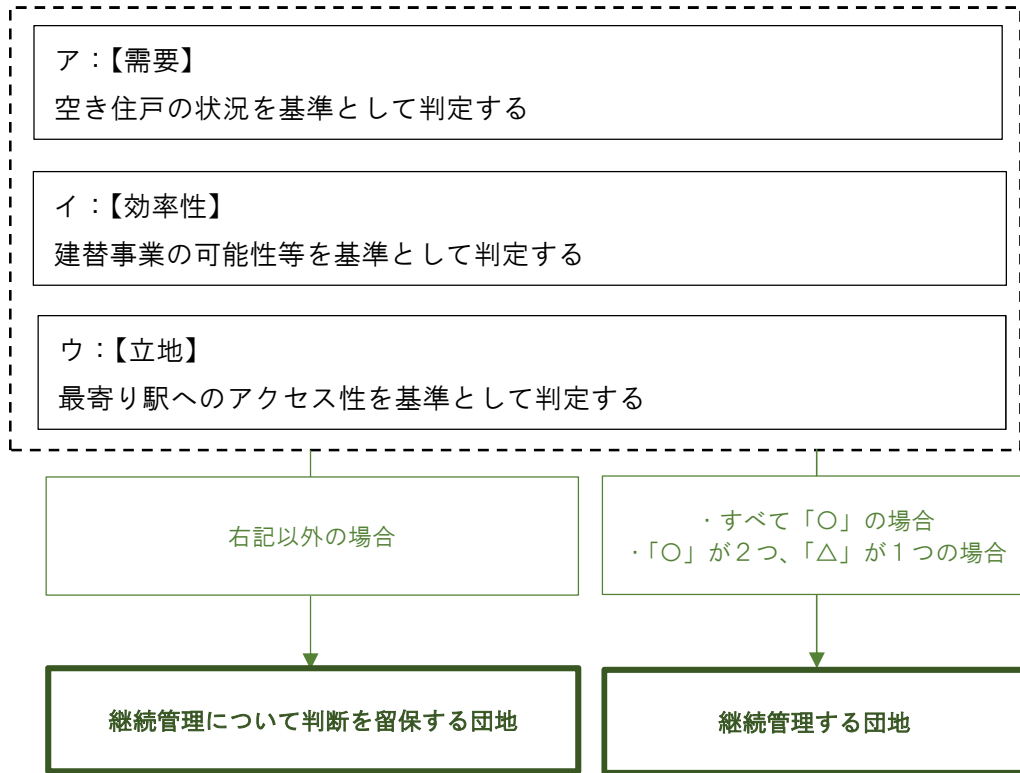 ア：【需要】
空き住戸の状況を基準として判定する
イ：【効率性】
建替事業の可能性等を基準として判定する
ウ：【立地】
最寄り駅へのアクセス性を基準として判定する
右記以外の場合
・すべて「〇」の場合
・「〇」が２つ、「△」が１つの場合
継続管理について判断を留保する団地
継続管理する団地